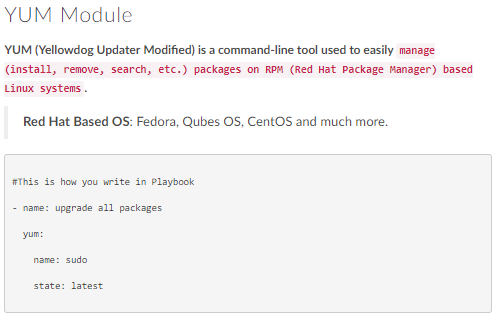 YUM Module
YUM (Yellowdog Updater Modified) is a command-line tool used to easily manage
(install, remove, search, etc.) packages on RPM (Red Hat Package Manager) based
Linux systems.
Red Hat Based OS: Fedora, Qubes OS, CentOS and much more.
#This is how you write in Playbook
- name: upgrade all packages
yum:
name: sudo
state: latest